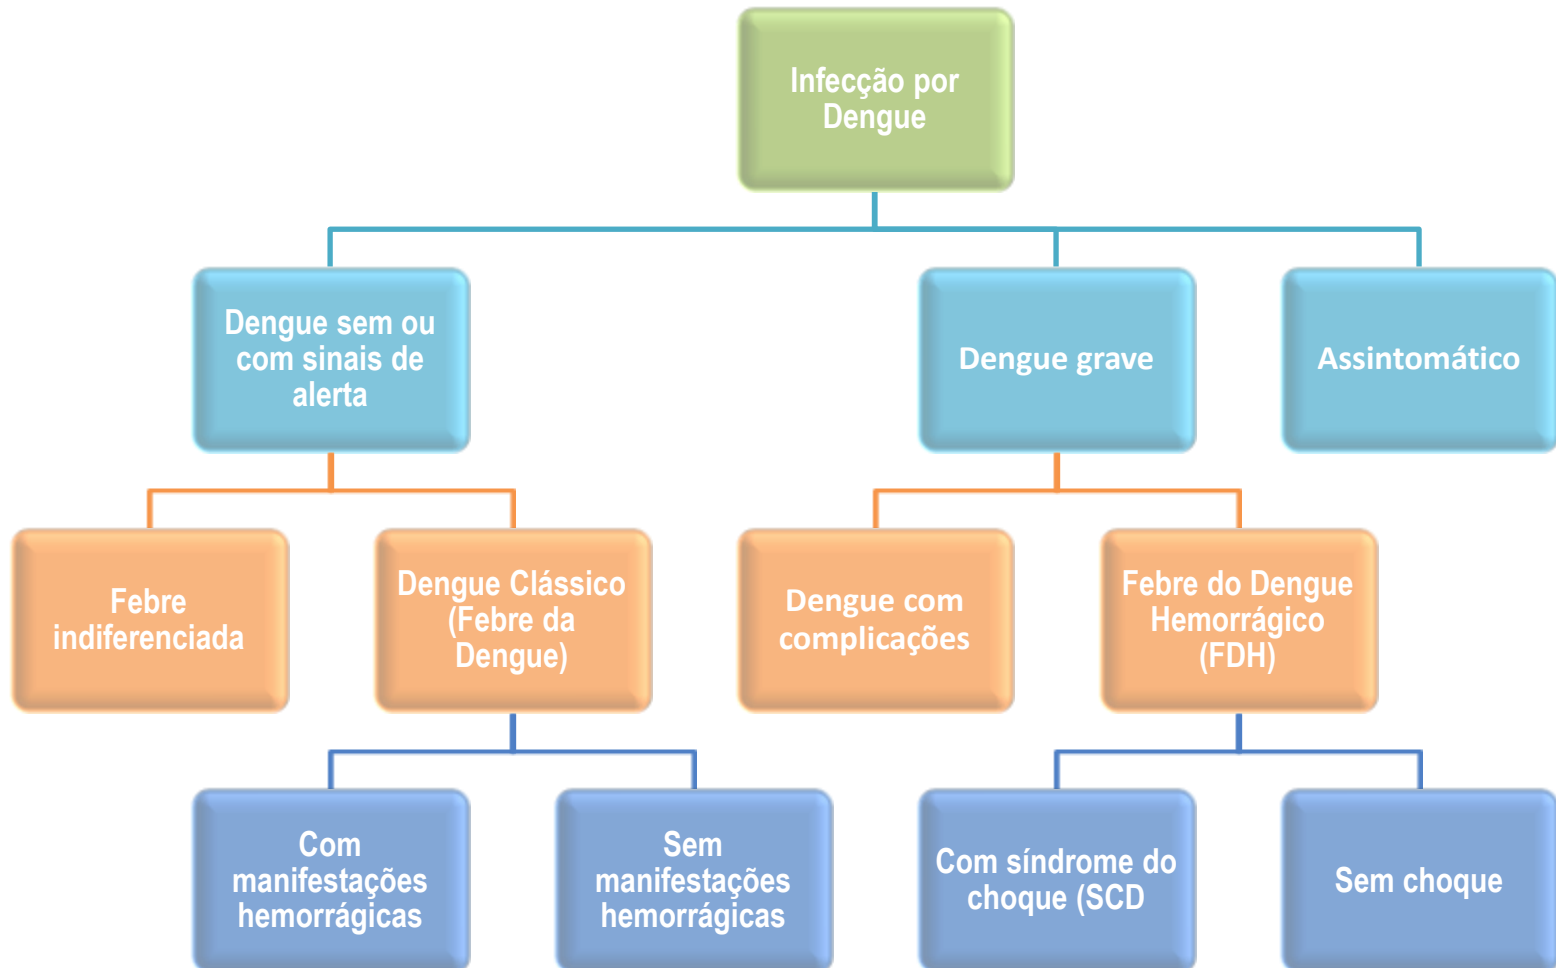 Infecção por
Dengue
Dengue sem ou
com sinais de
alerta
Dengue grave
Assintomático
Febre
indiferenciada
Dengue Clássico
(Febre da
Dengue)
Dengue com
complicações
Febre do Dengue
Hemorrágico
(FDH)
Com
manifestações
hemorrágicas
Sem
manifestações
hemorrágicas
Com síndrome do
choque (SCD
Sem choque